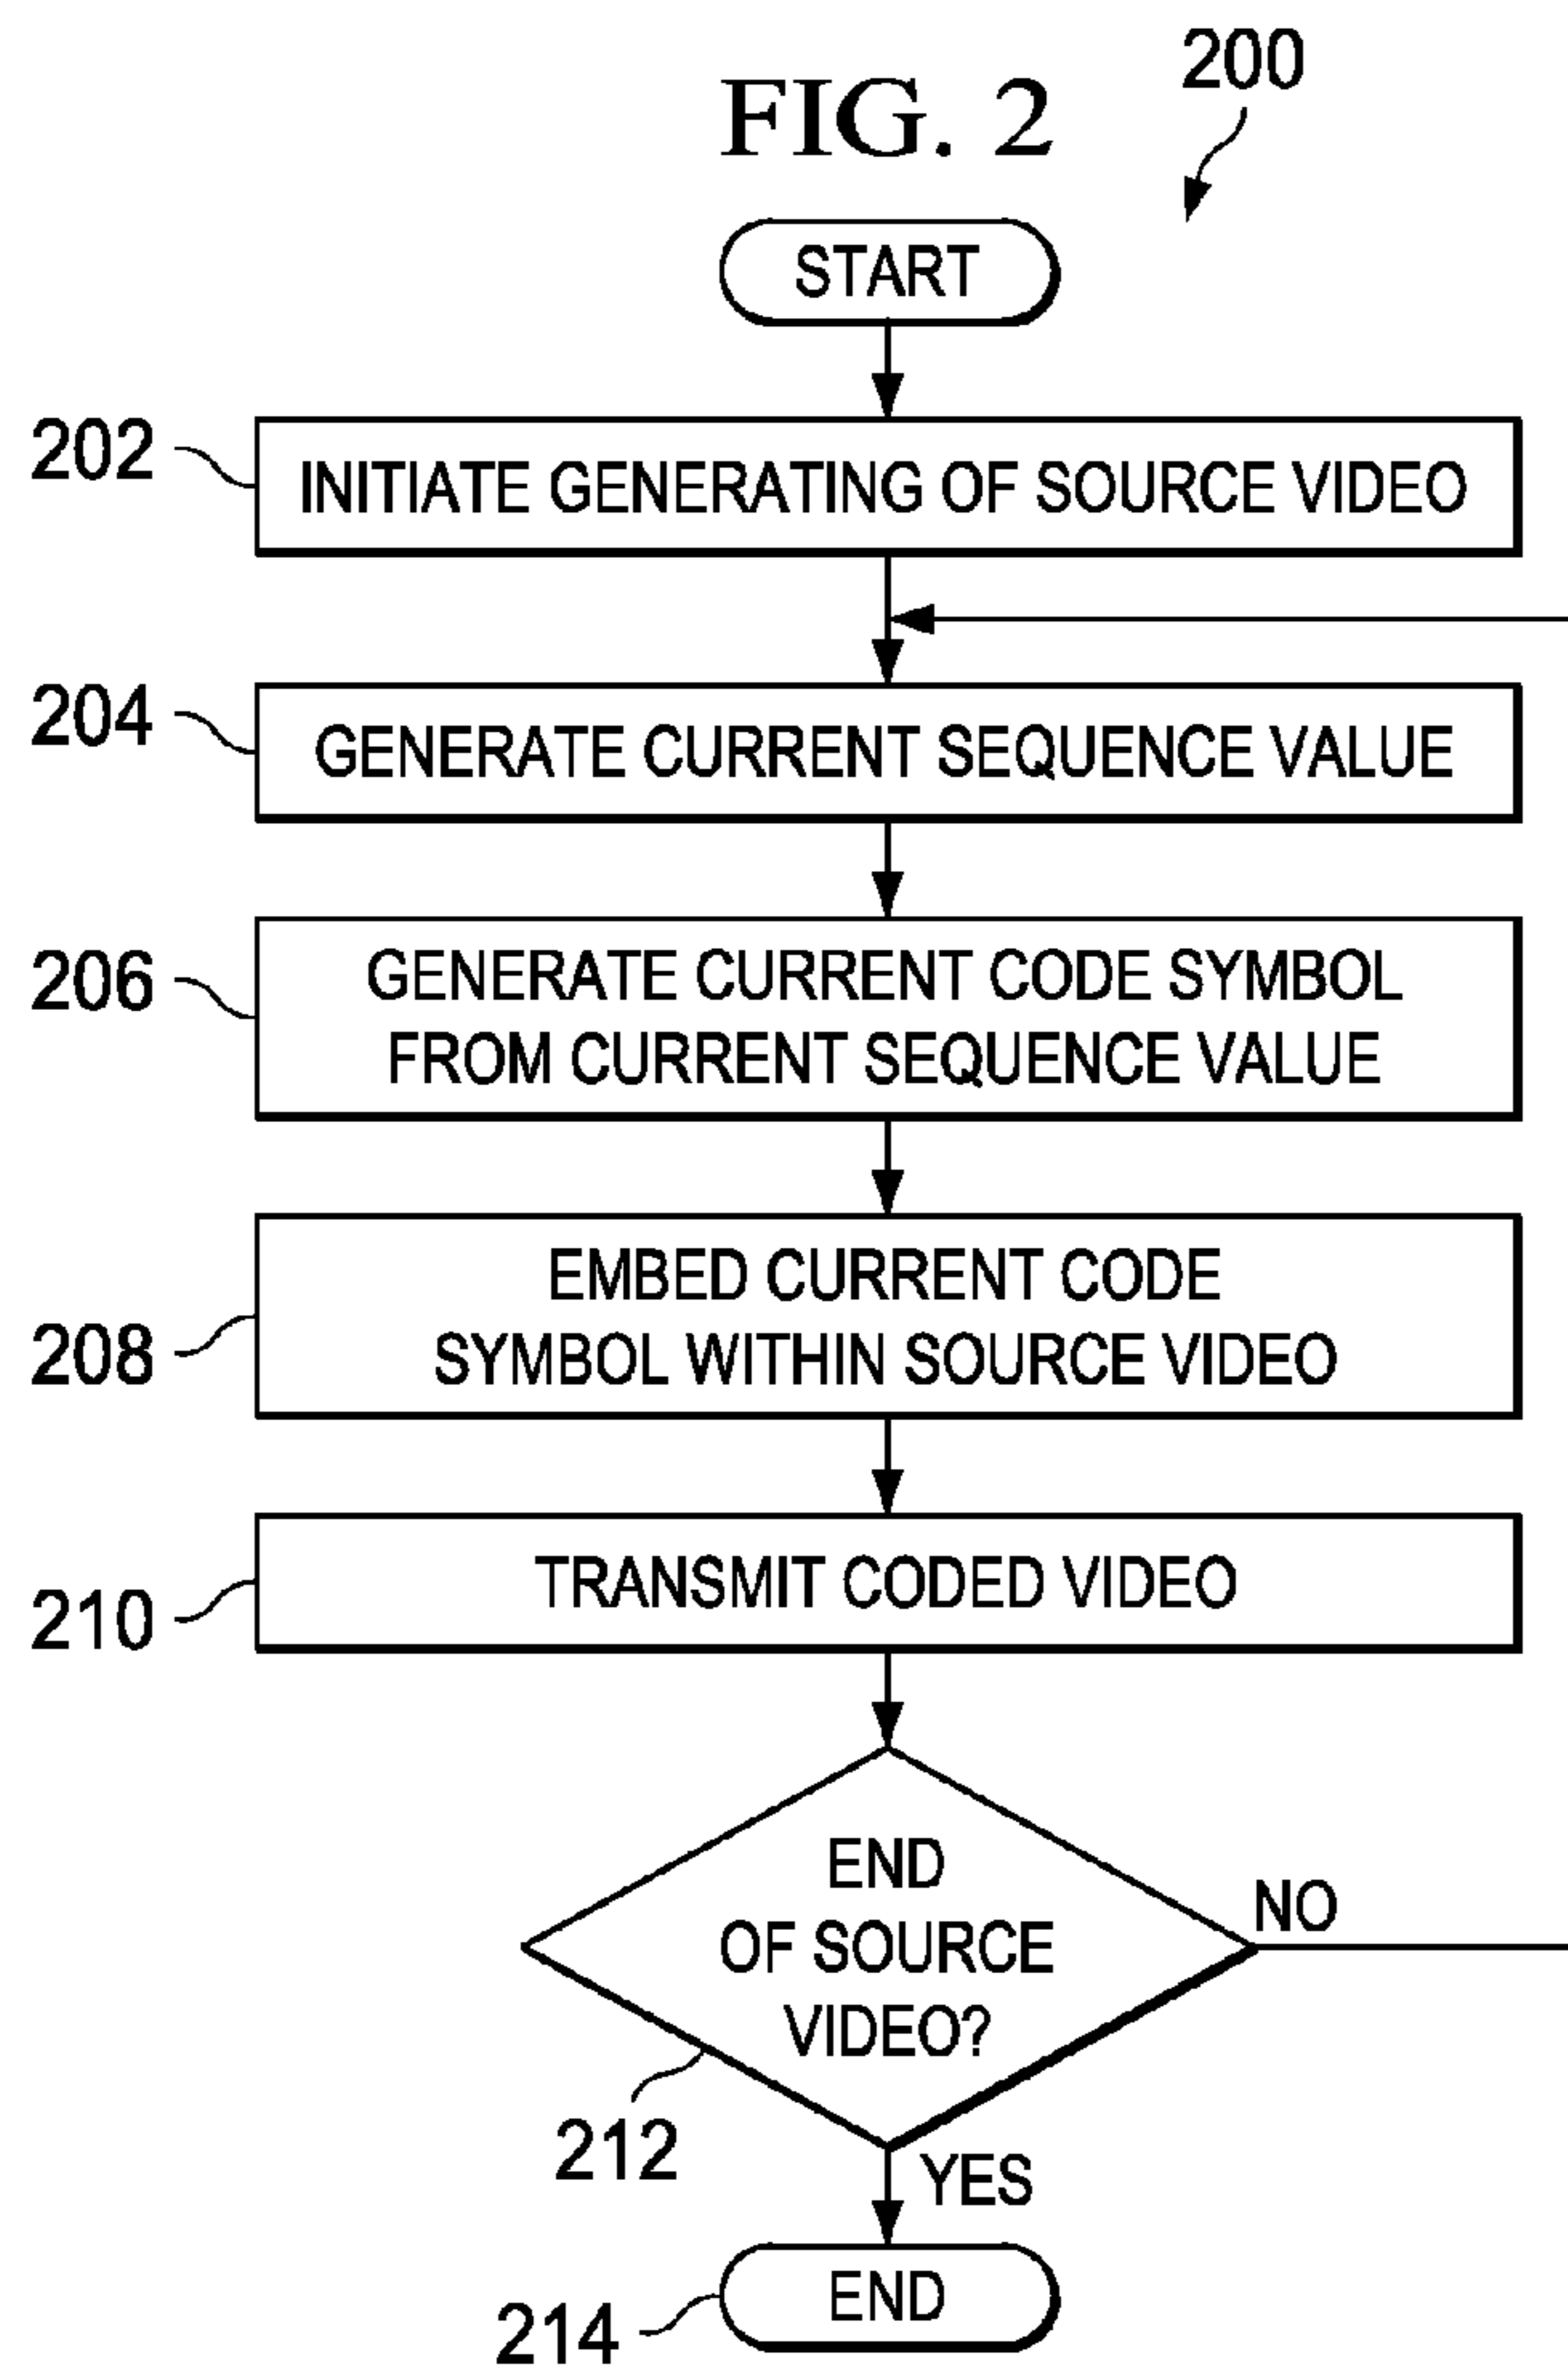 FIG. 2
200
START
202
INITIATE GENERATING OF SOURCE VIDEO
204
GENERATE CURRENT SEQUENCE VALUE
206
GENERATE CURRENT CODE SYMBOL
FROM CURRENT SEQUENCE VALUE
208
EMBED CURRENT CODE
SYMBOL WITHIN SOURCE VIDEO
210
TRANSMIT CODED VIDEO
END
OF SOURCE
VIDEO?
NO
212
YES
END
214